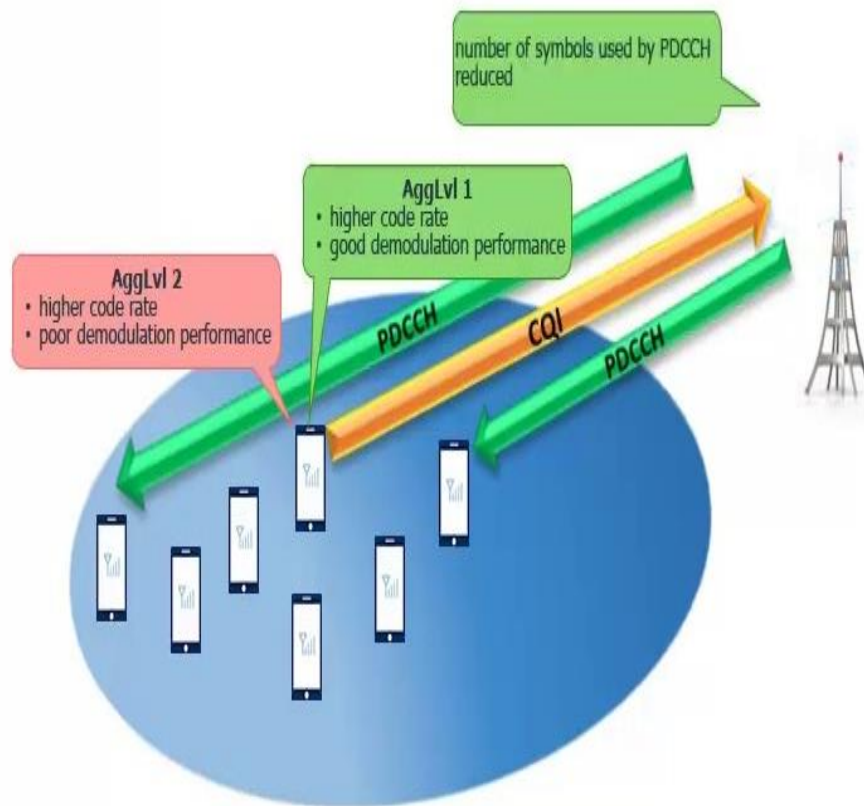 number of symbols used by PDCCH
reduced
AggLvl 1
• higher code rate
• good demodulation performance
AggLvl 2
• higher code rate
• poor demodulation performance
PDCCH
CQI
PDCCH